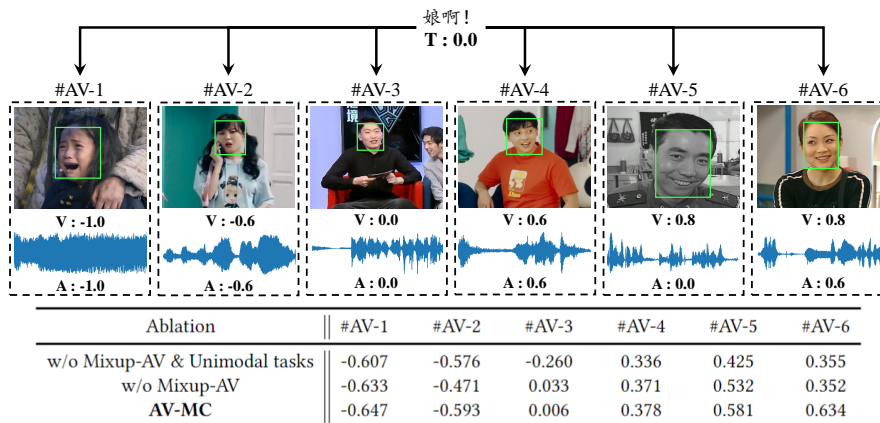 娘啊!
T : 0.0
#AV-1 #AV-2 #AV-3 #AV-4 #AV-5 #AV-6
V : -1.0 V : -0.6 V : 0.0 V : 0.6 V : 0.8 V : 0.8
A : -1.0 A : -0.6 A : 0.0 A : 0.6 A : 0.0 A : 0.6
Ablation #AV-1 #AV-2 #AV-3 #AV-4 #AV-5 #AV-6
w/o Mixup-AV & Unimodal tasks -0.607 -0.576 -0.260 0.336 0.425 0.355
w/o Mixup-AV -0.633 -0.471 0.033 0.371 0.532 0.352
AV-MC -0.647 -0.593 0.006 0.378 0.581 0.634